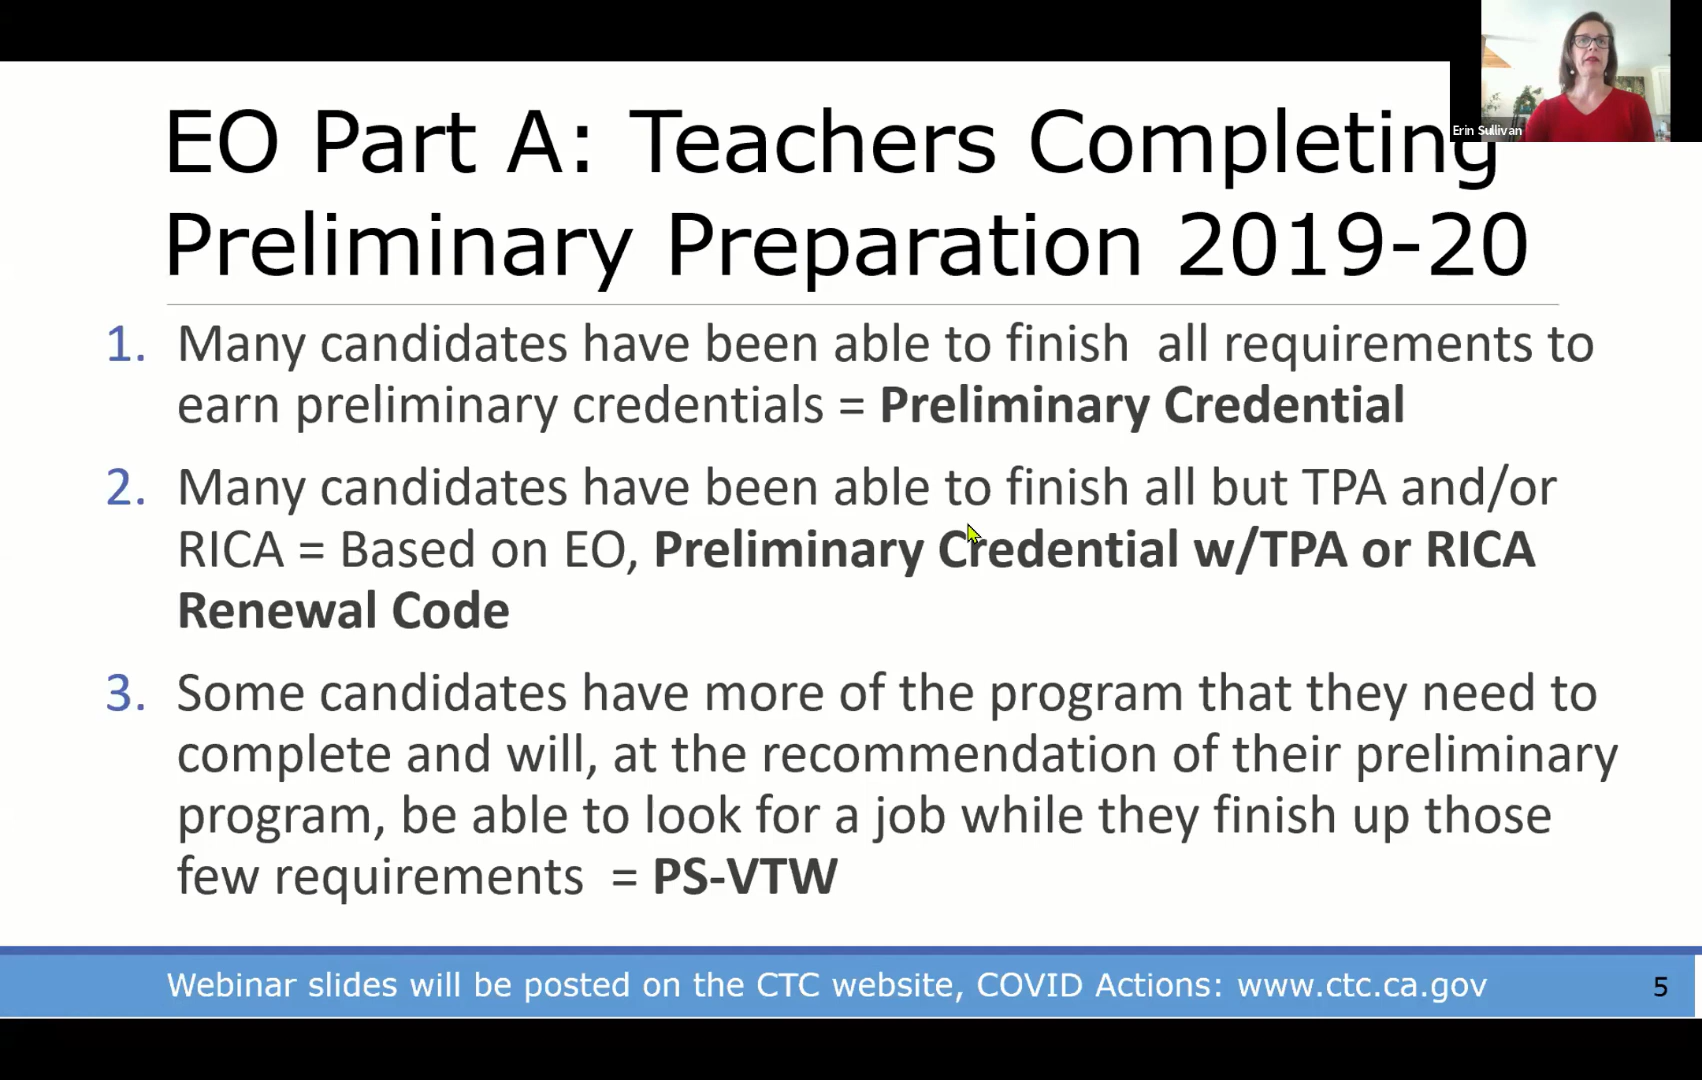 Erin Sullivan
EO Part A: Teachers Completing
Preliminary Preparation 2019-20
1. Many candidates have been able to finish all requirements to
earn preliminary credentials = Preliminary Credential
2. Many candidates have been able to finish all but TPA and/or
RICA = Based on EO, Preliminary Credential w/TPA or RICA
Renewal Code
3. Some candidates have more of the program that they need to
complete and will, at the recommendation of their preliminary
program, be able to look for a job while they finish up those
few requirements = PS-VTW
Webinar slides will be posted on the CTC website, COVID Actions: www.ctc.ca.gov
5